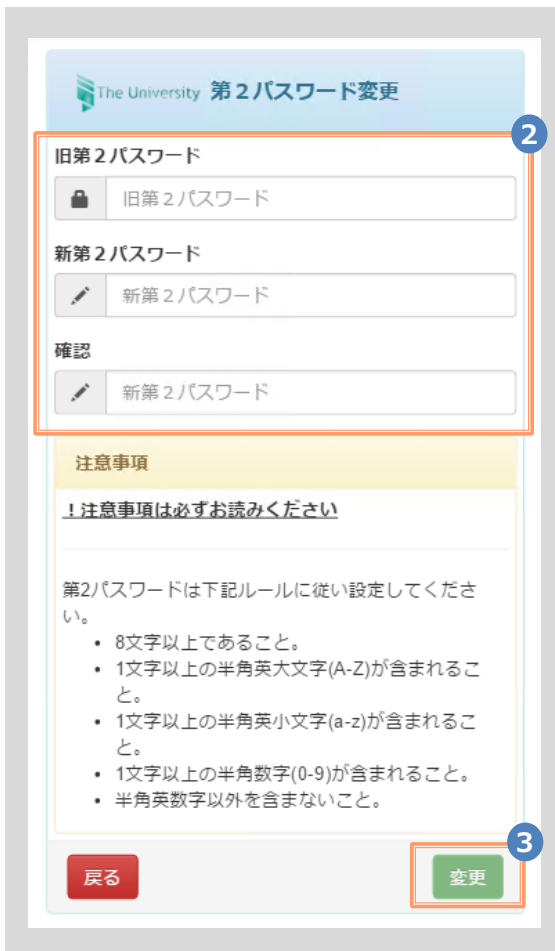 The University 第２パスワード変更
2
旧第２パスワード
旧第２パスワード
新第２パスワード
新第２パスワード
確認
新第２パスワード
注意事項
！注意事項は必ずお読みください
第2パスワードは下記ルールに従い設定してくださ
い。
• 8文字以上であること。
• 1文字以上の半角英大文字(A-Z)が含まれるこ
と。
• 1文字以上の半角英小文字(a-z)が含まれるこ
と。
• 1文字以上の半角数字(0-9)が含まれること。
• 半角英数字以外を含まないこと。
3
戻る
変更